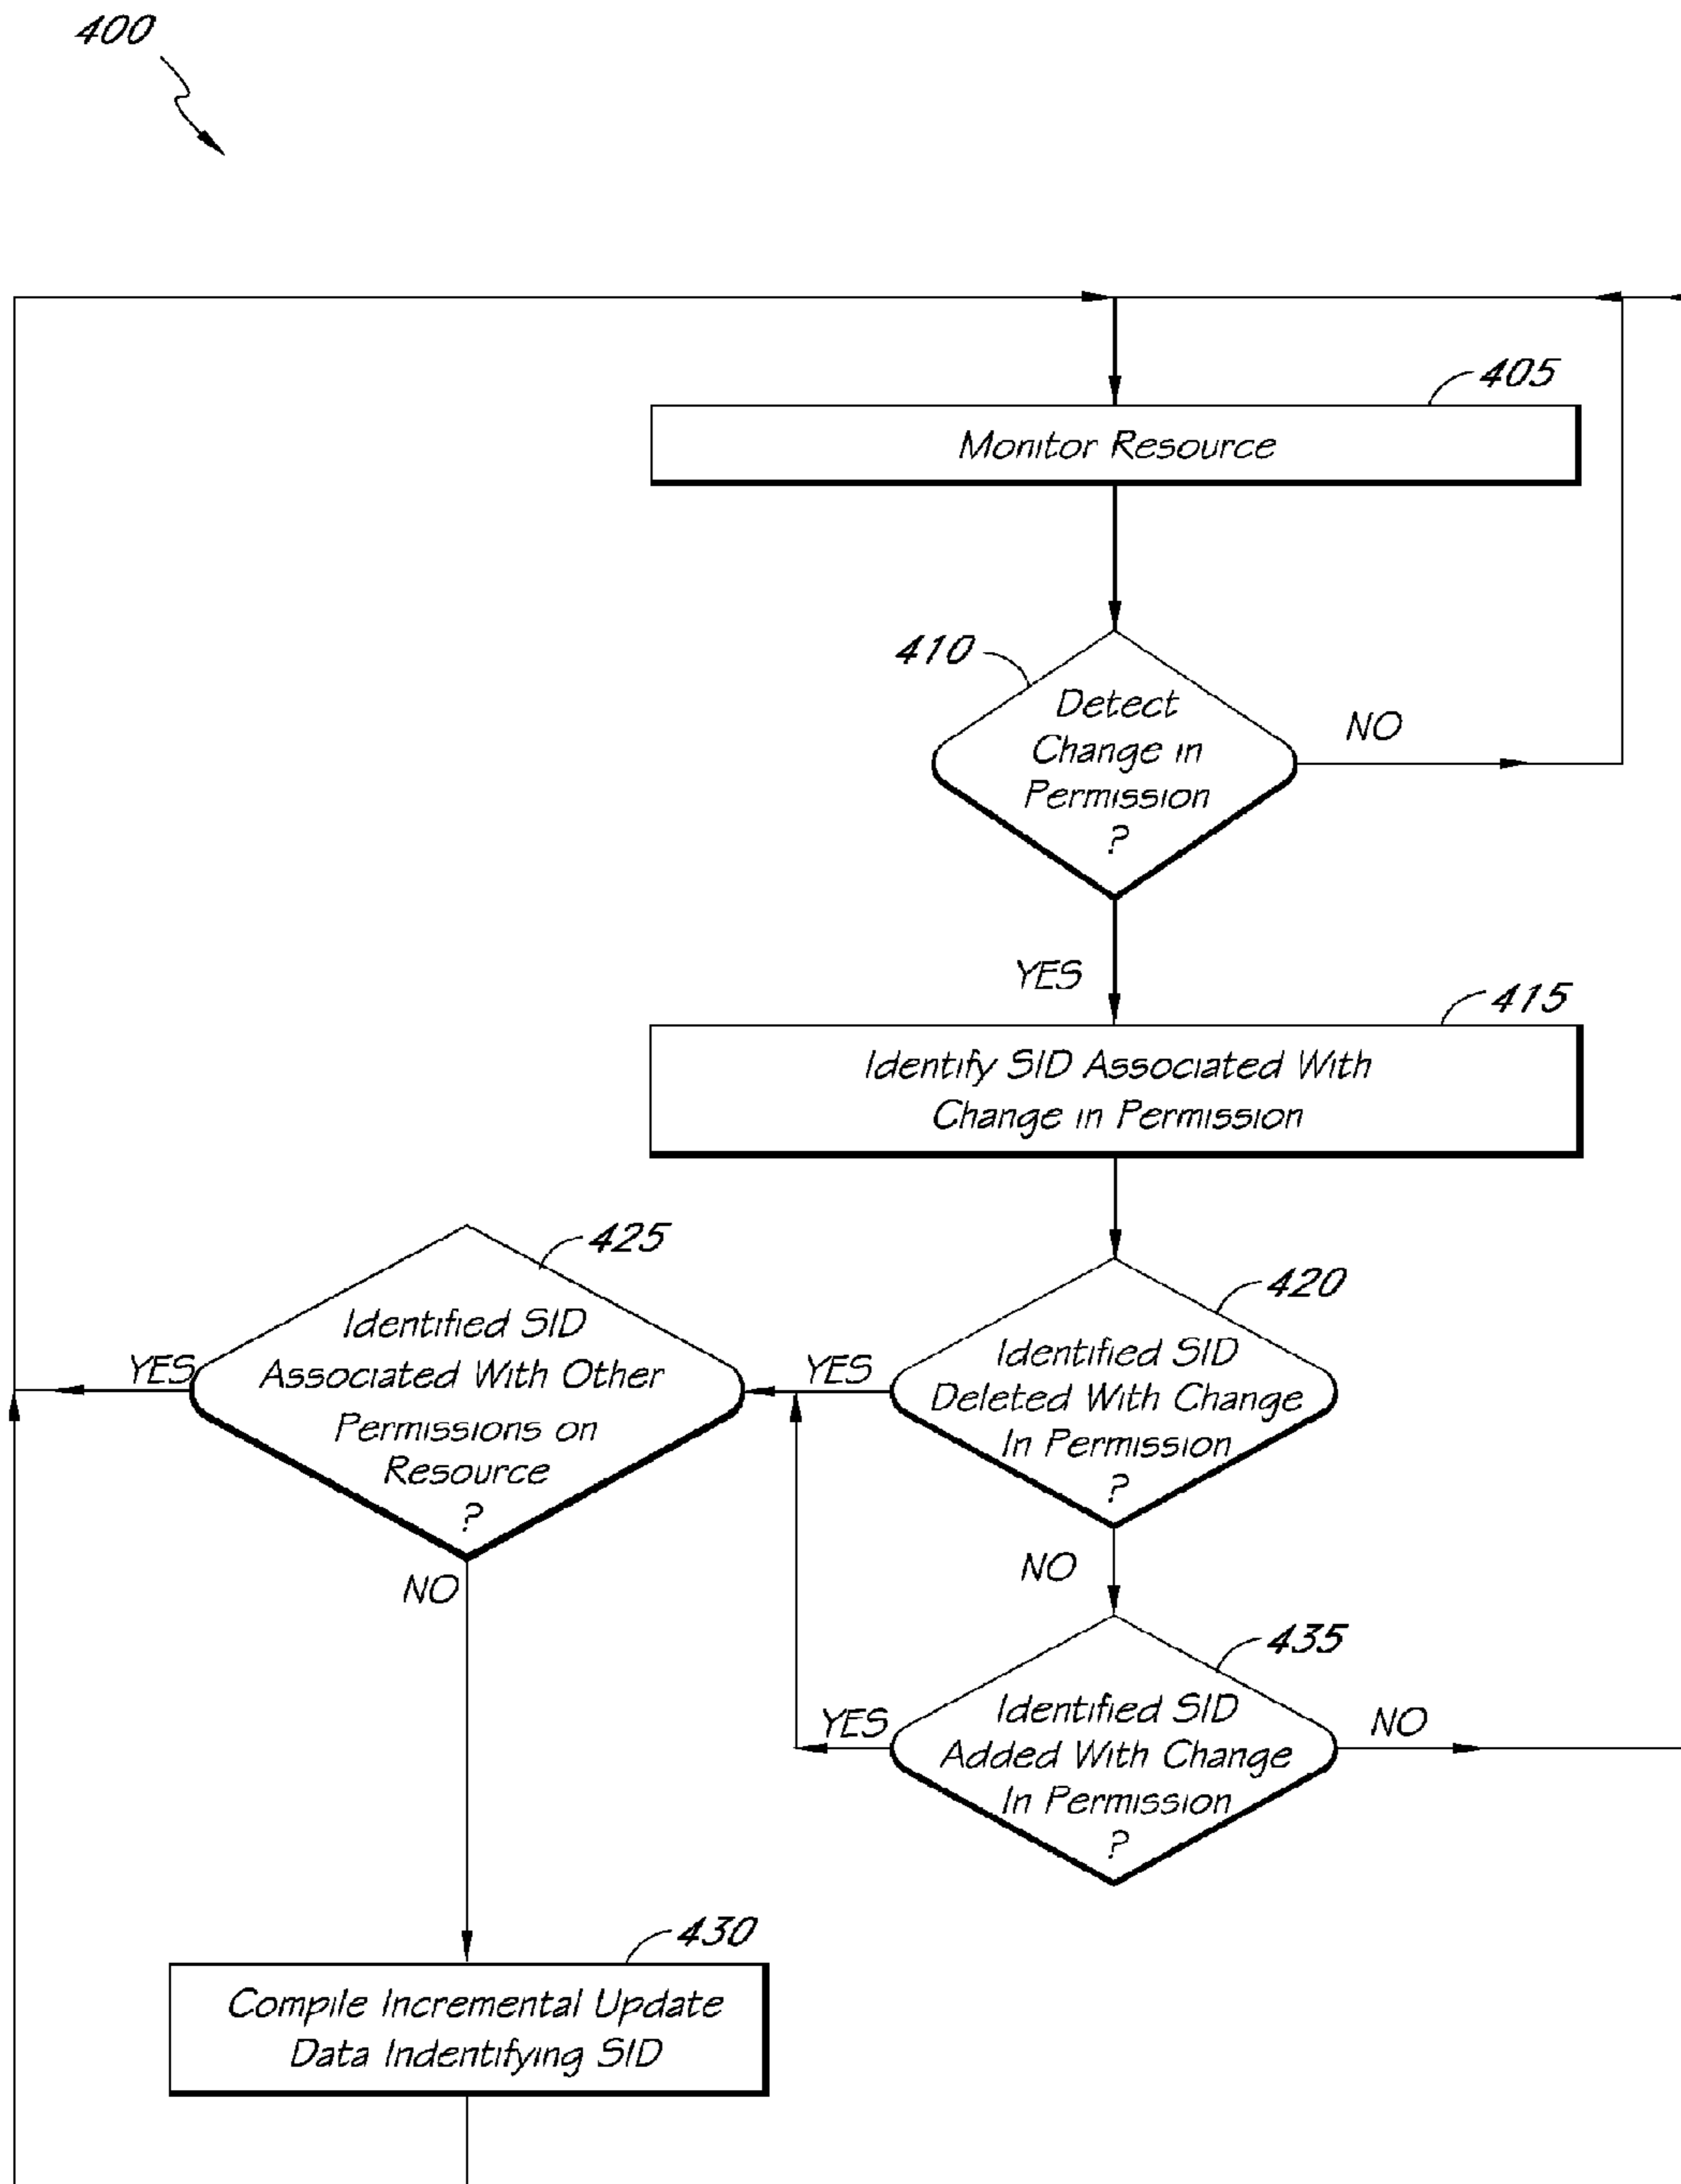 400
405
Monitor Resource
410
Detect
Change in
Permission
?
NO
YES
415
Identify SID Associated With
Change in Permission
425
Identified SID
Associated With Other
Permissions on
Resource
?
YES
NO
420
Identified SID
Deleted With Change
In Permission
?
YES
NO
435
Identified SID
Added With Change
In Permission
?
YES
NO
430
Compile Incremental Update
Data Indentifying SID